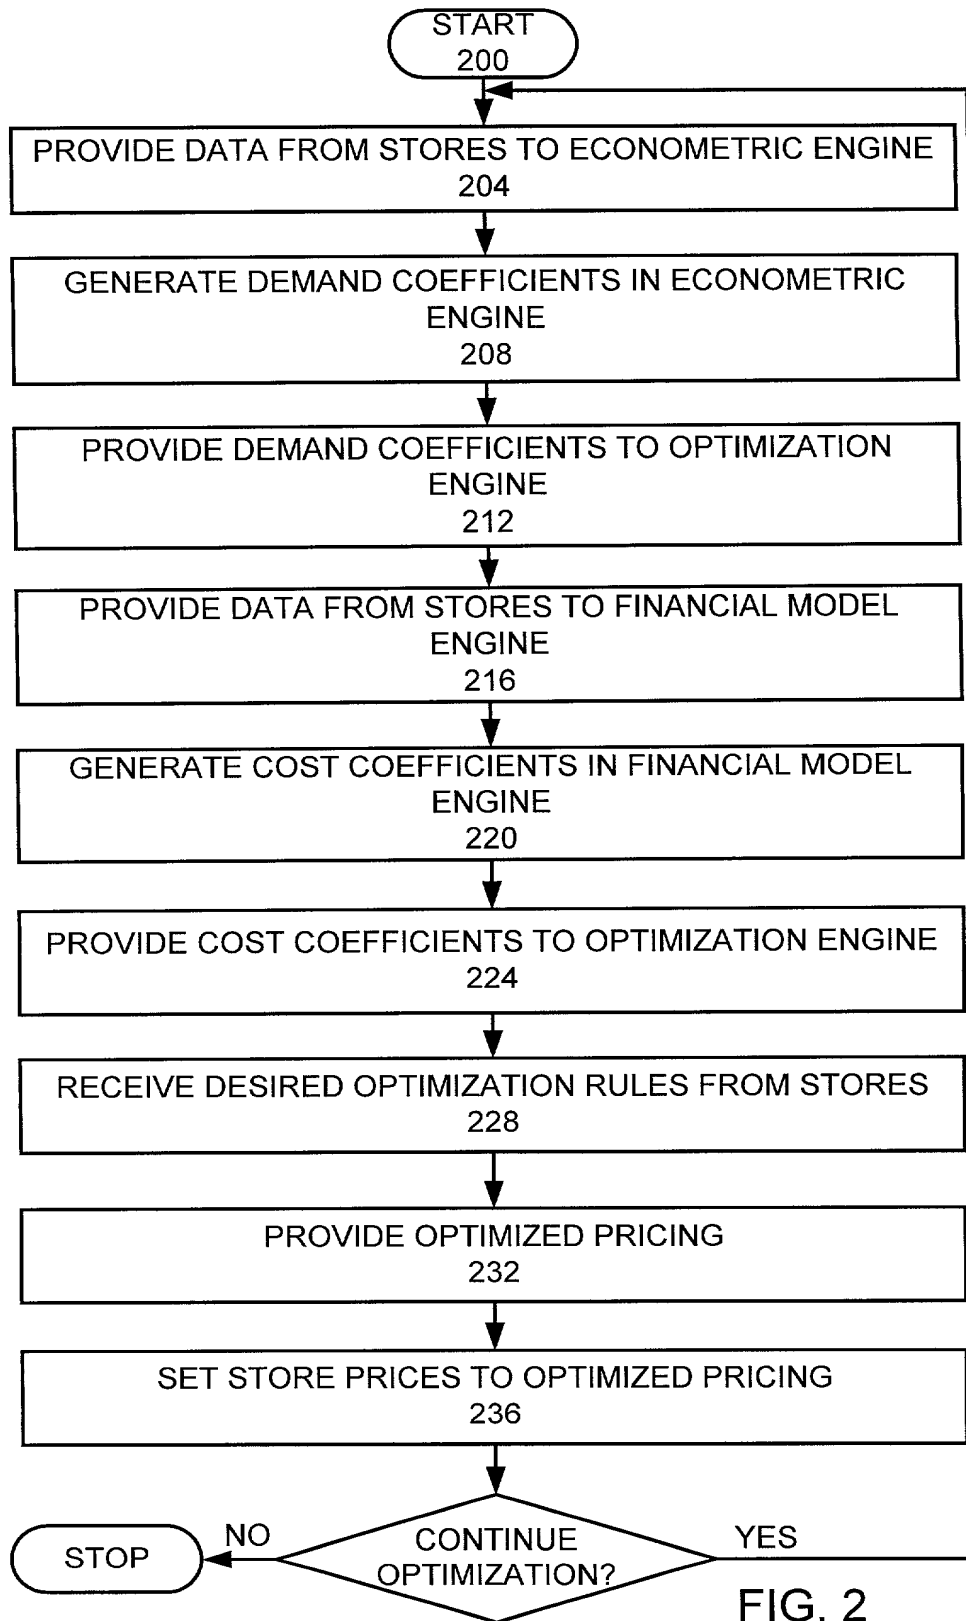 START
200
PROVIDE DATA FROM STORES TO ECONOMETRIC ENGINE
204
GENERATE DEMAND COEFFICIENTS IN ECONOMETRIC
ENGINE
208
PROVIDE DEMAND COEFFICIENTS TO OPTIMIZATION
ENGINE
212
PROVIDE DATA FROM STORES TO FINANCIAL MODEL
ENGINE
216
GENERATE COST COEFFICIENTS IN FINANCIAL MODEL
ENGINE
220
PROVIDE COST COEFFICIENTS TO OPTIMIZATION ENGINE
224
RECEIVE DESIRED OPTIMIZATION RULES FROM STORES
228
PROVIDE OPTIMIZED PRICING
232
SET STORE PRICES TO OPTIMIZED PRICING
236
STOP
NO
CONTINUE
OPTIMIZATION?
YES
FIG. 2